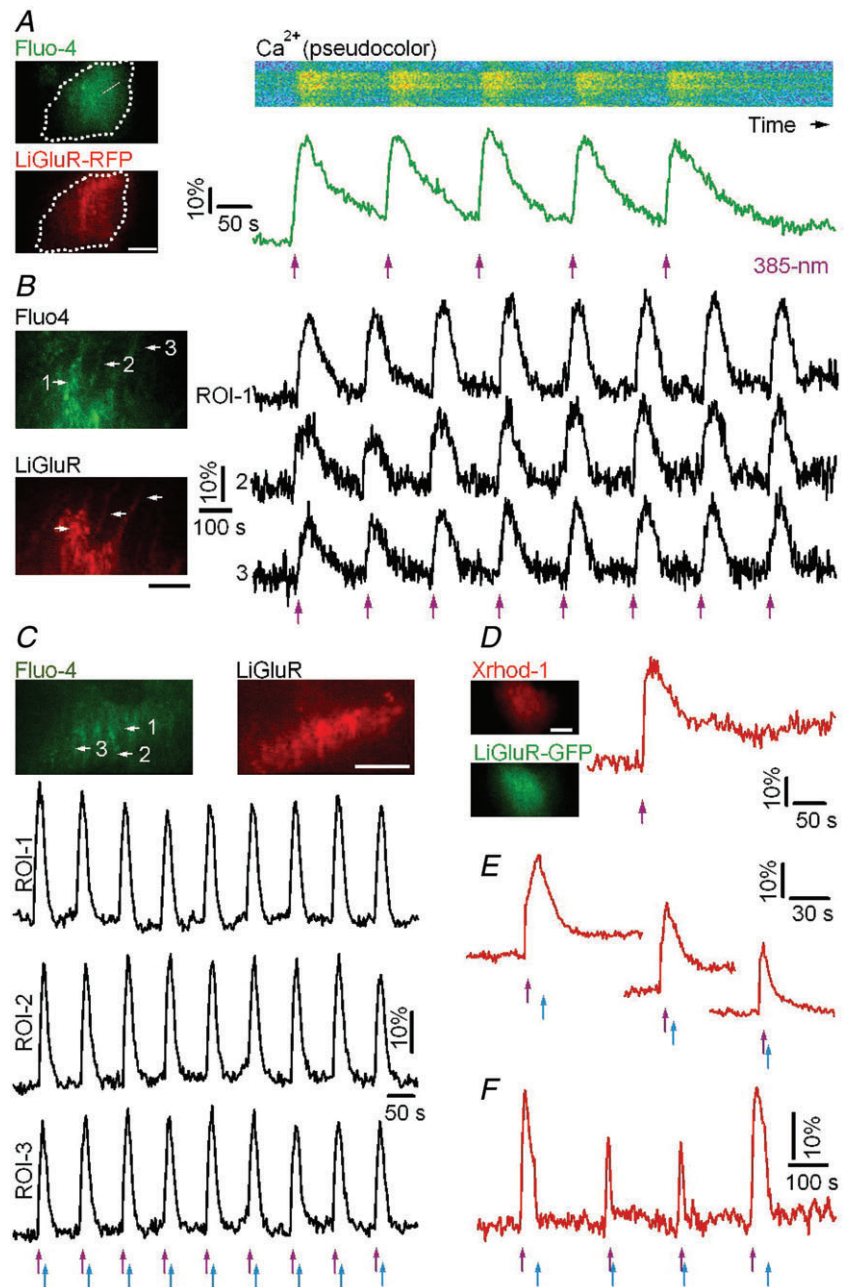 A
Fluo-4
LiGluR-RFP
10%
50 s
Ca2+ (pseudocolor)
Time
385-nm
B
Fluo4
1
2
3
LiGluR
10%
100 s
ROI-1
2
3
C
Fluo-4
1
3
2
LiGluR
ROI-1
ROI-2
ROI-3
10%
50 s
D
Xrhod-1
LiGluR-GFP
10%
50 s
E
10%
30 s
F
10%
100 s